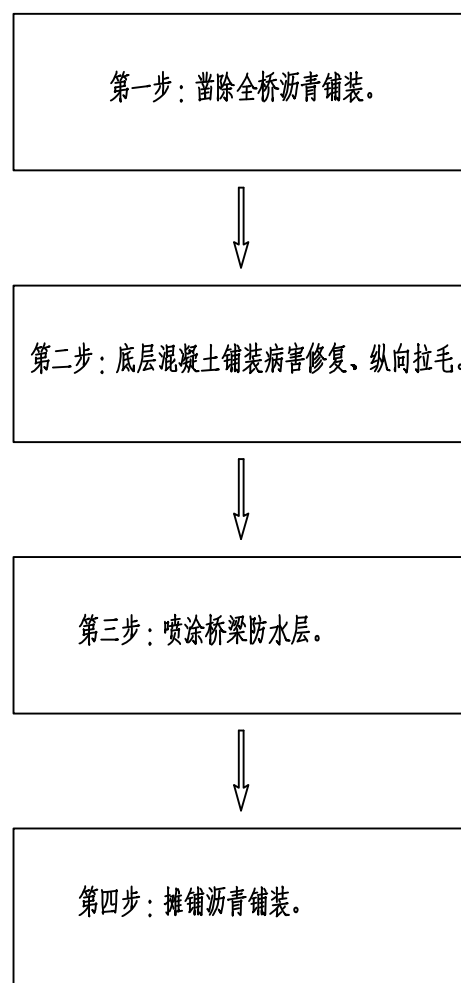 第一步：凿除全桥沥青铺装。
第二步：底层混凝土铺装病害修复、纵向拉毛。
第三步：喷涂桥梁防水层。
第四步：摊铺沥青铺装。